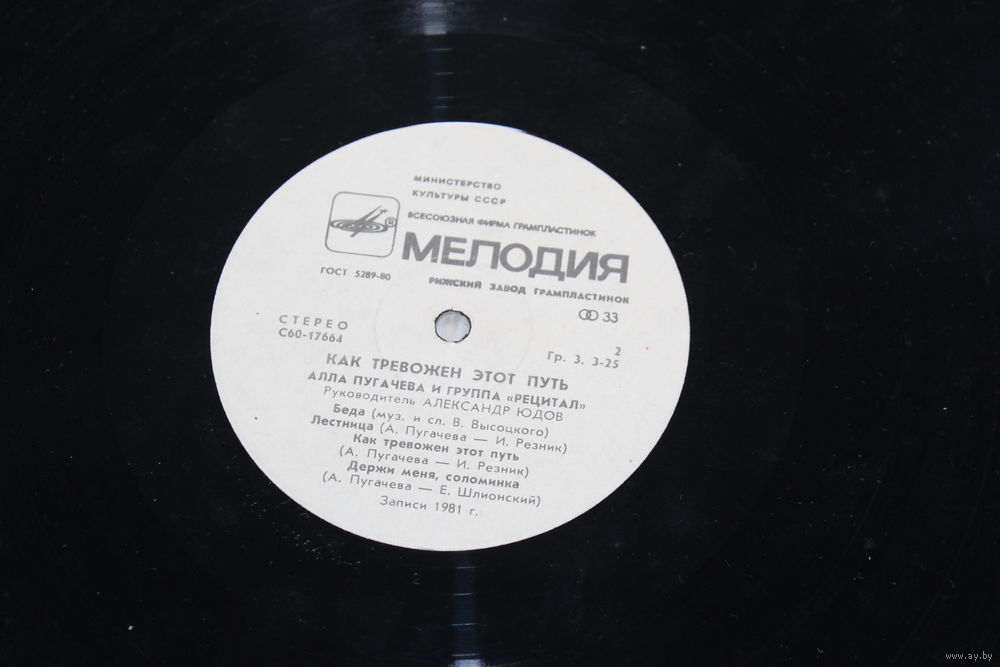 МИНИСТЕРСТВО
КУЛЬТУРЫ СССР
ВСЕСОЮЗНАЯ ФИРМА ГРАМПЛАСТИНОК
®
МЕЛОДИЯ
ГОСТ 5289-80
РИЖСКИЙ ЗАВОД ГРАМПЛАСТИНОК
33
СТЕРЕО
С60-17664
2
Гр. 3. 3-25
КАК ТРЕВОЖЕН ЭТОТ ПУТЬ
АЛЛА ПУГАЧЕВА И ГРУППА «РЕЦИТАЛ»
Руководитель АЛЕКСАНДР ЮДОВ
Беда (муз. и сл. В. Высоцкого)
Лестница (А. Пугачева — И. Резник)
Как тревожен этот путь
(А. Пугачева — И. Резник)
Держи меня, соломинка
(А. Пугачева — Е. Шлионский)
Записи 1981 г.
www.ay.by